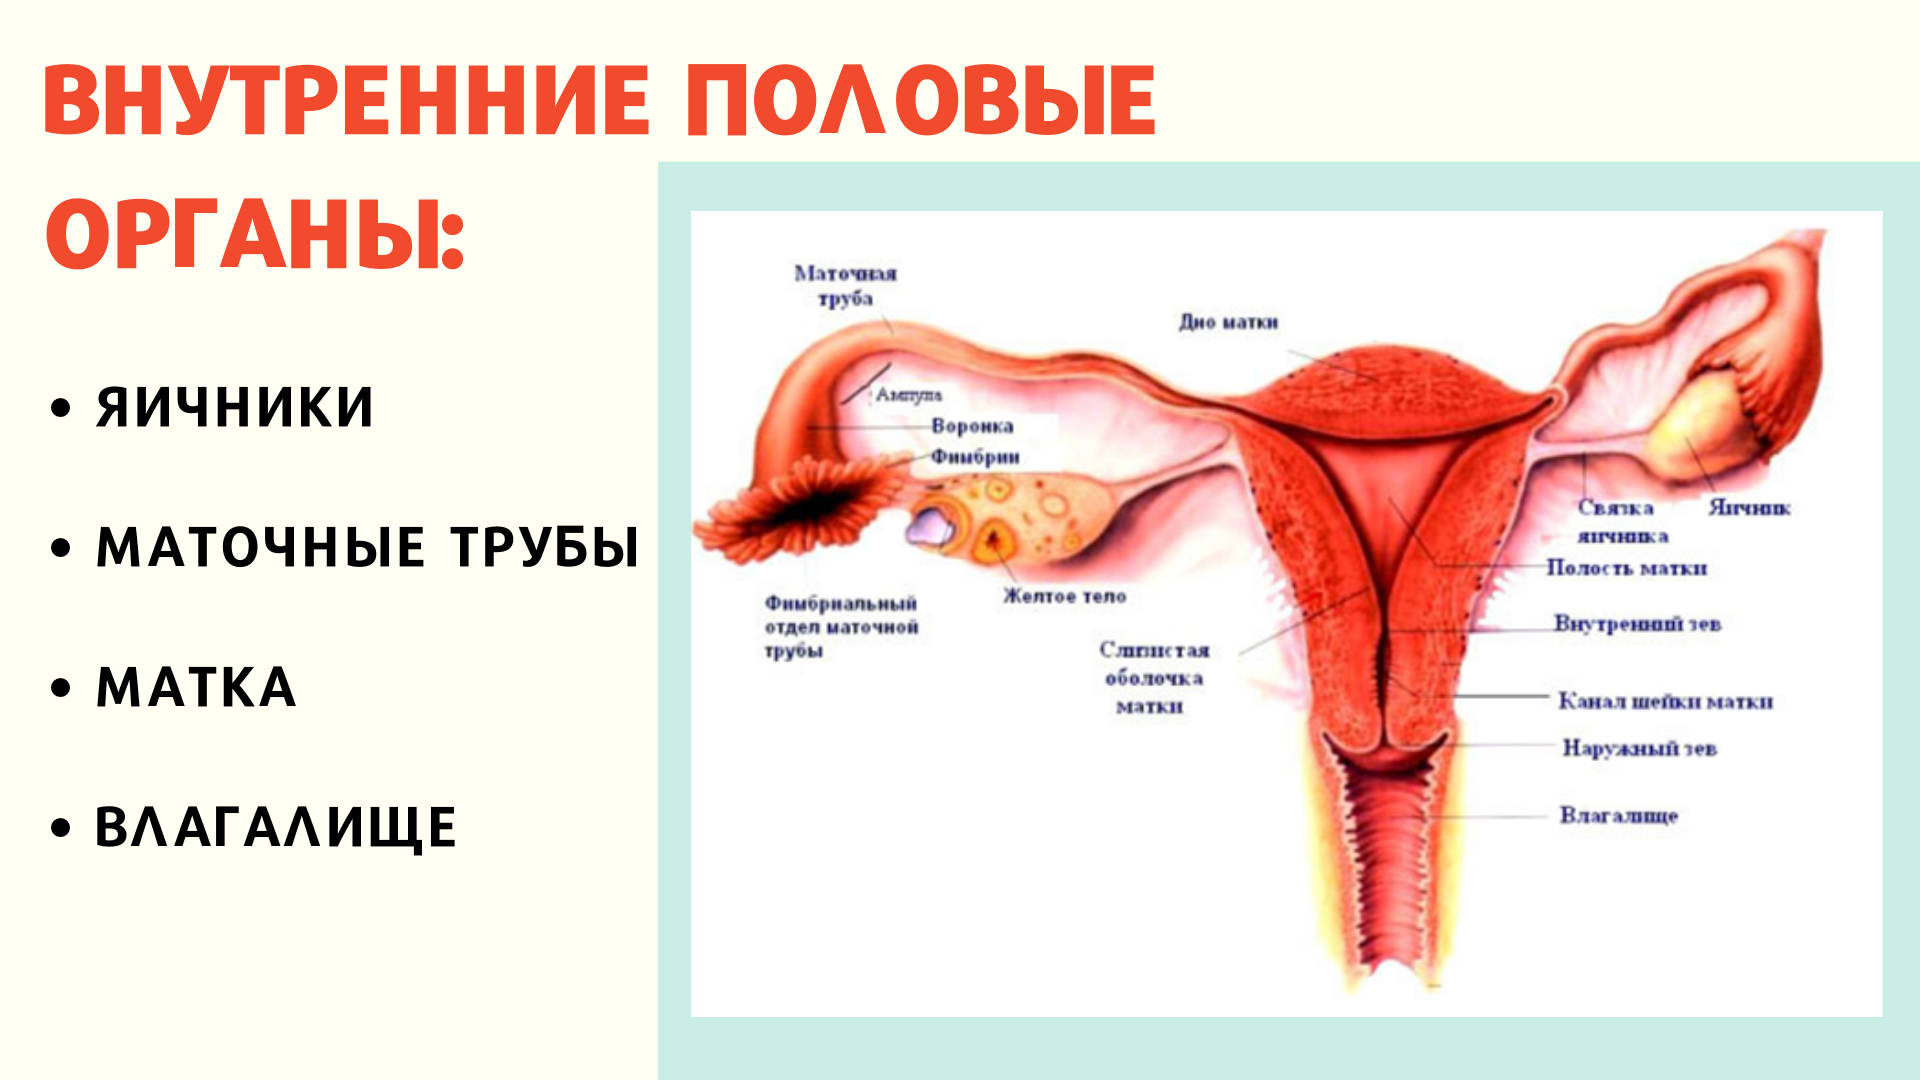 ВНУТРЕННИЕ ПОЛОВЫЕ
ОРГАНЫ:
• ЯИЧНИКИ
• МАТОЧНЫЕ ТРУБЫ
• МАТКА
• ВЛАГАЛИЩЕ
Маточная
труба
Дно матки
Ампула
Воронка
Фимбрии
Связка
яичника
Яичник
Полость матки
Желтое тело
Фимбриальный
отдел маточной
трубы
Внутренний зев
Слизистая
оболочка
матки
Канал шейки матки
Наружный зев
Влагалище